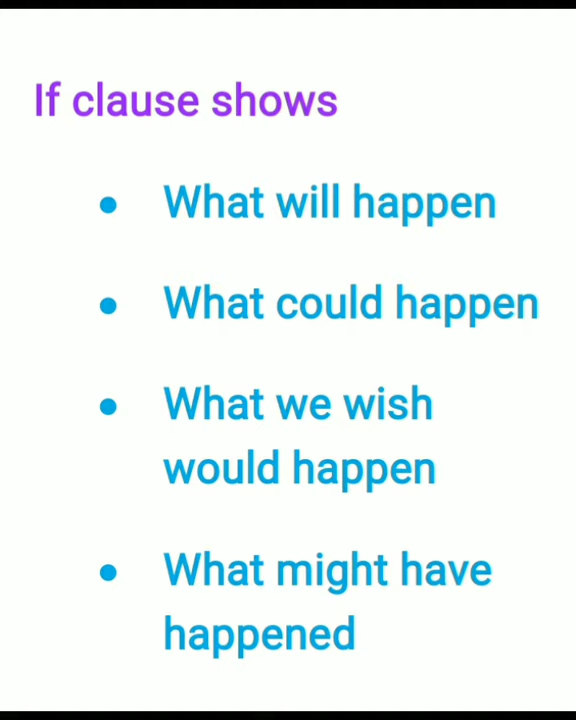 If clause shows
• What will happen
• What could happen
• What we wish
would happen
• What might have
happened